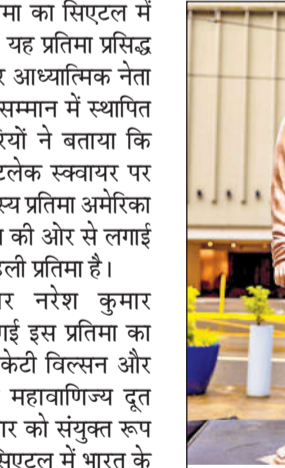 मा का सिएटल में
यह प्रतिमा प्रसिद्ध
आध्यात्मिक नेता
सम्मान में स्थापित
रियों ने बताया कि
टलेक स्क्वायर पर
स्य प्रतिमा अमेरिका
की ओर से लगाई
हली प्रतिमा है।
र नरेश कुमार
गई इस प्रतिमा का
केटी विल्सन और
महावाणिज्य दूत
ार को संयुक्त रूप
सिएटल में भारत के